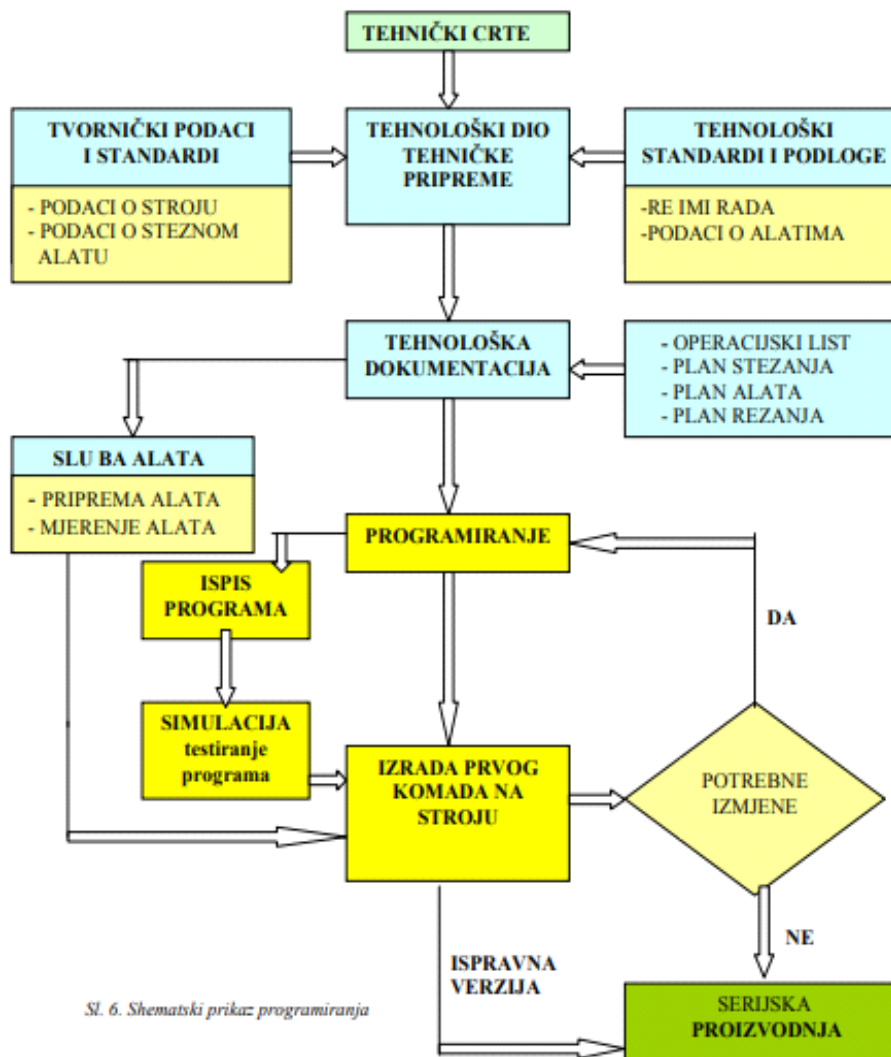 TEHNIČKI CRTE
TVORNIČKI PODACI
I STANDARDI
- PODACI O STROJU
- PODACI O STEZNOM
ALATU
TEHNOLOŠKI DIO
TEHNIČKE
PRIPREME
TEHNOLOŠKI
STANDARDI I PODLOGE
-RE IMI RADA
-PODACI O ALATIMA
TEHNOLOŠKA
DOKUMENTACIJA
- OPERACIJSKI LIST
- PLAN STEZANJA
- PLAN ALATA
- PLAN REZANJA
SLU BA ALATA
- PRIPREMA ALATA
- MJERENJE ALATA
PROGRAMIRANJE
ISPIS
PROGRAMA
DA
SIMULACIJA
testiranje
programa
IZRADA PRVOG
KOMADA NA
STROJU
POTREBNE
IZMJENE
NE
ISPRAVNA
VERZIJA
Sl. 6. Shematski prikaz programiranja
SERIJSKA
PROIZVODNJA